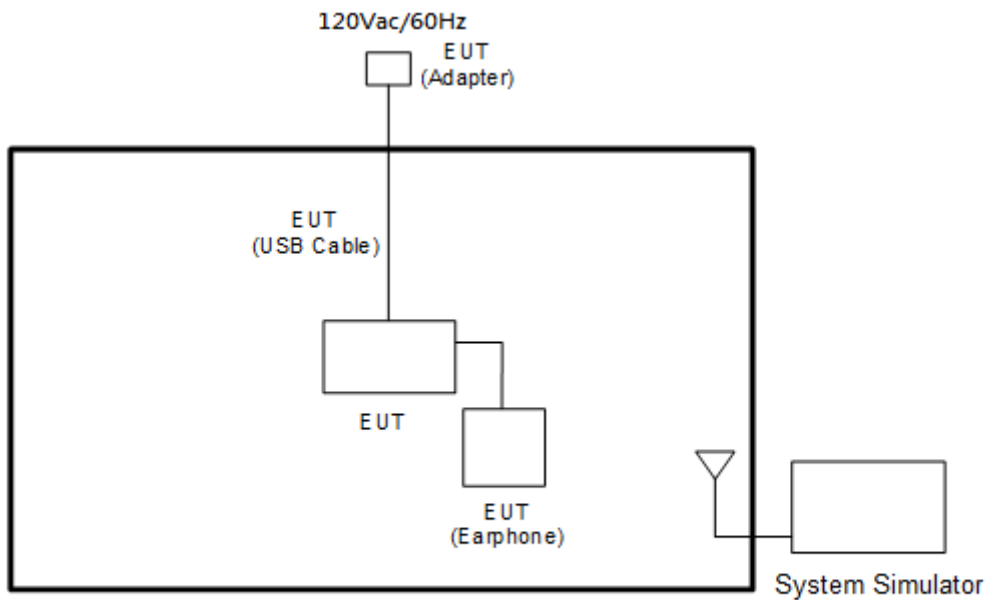 120Vac/60Hz
EUT
(Adapter)
EUT
(USB Cable)
EUT
EUT
(Earphone)
System Simulator